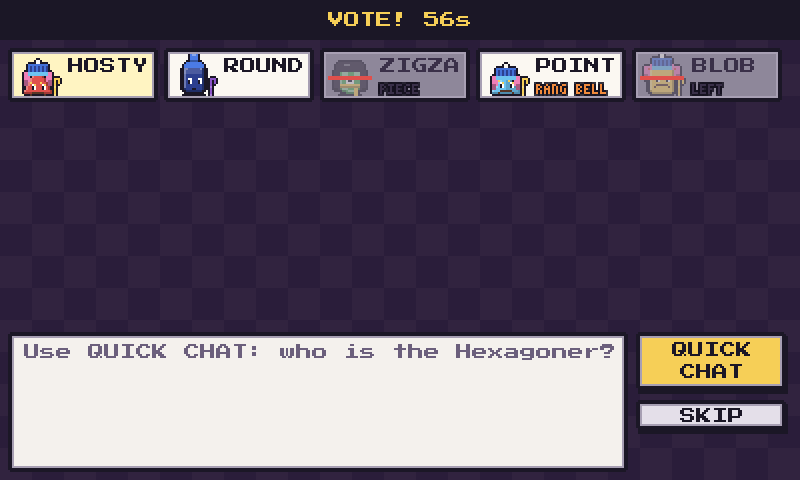 VOTE! 56s
HOSTY
ROUND
ZIGZA
PIECE
POINT
RANG BELL
BLOB
LEFT
Use QUICK CHAT: who is the Hexagoner?
QUICK
CHAT
SKIP